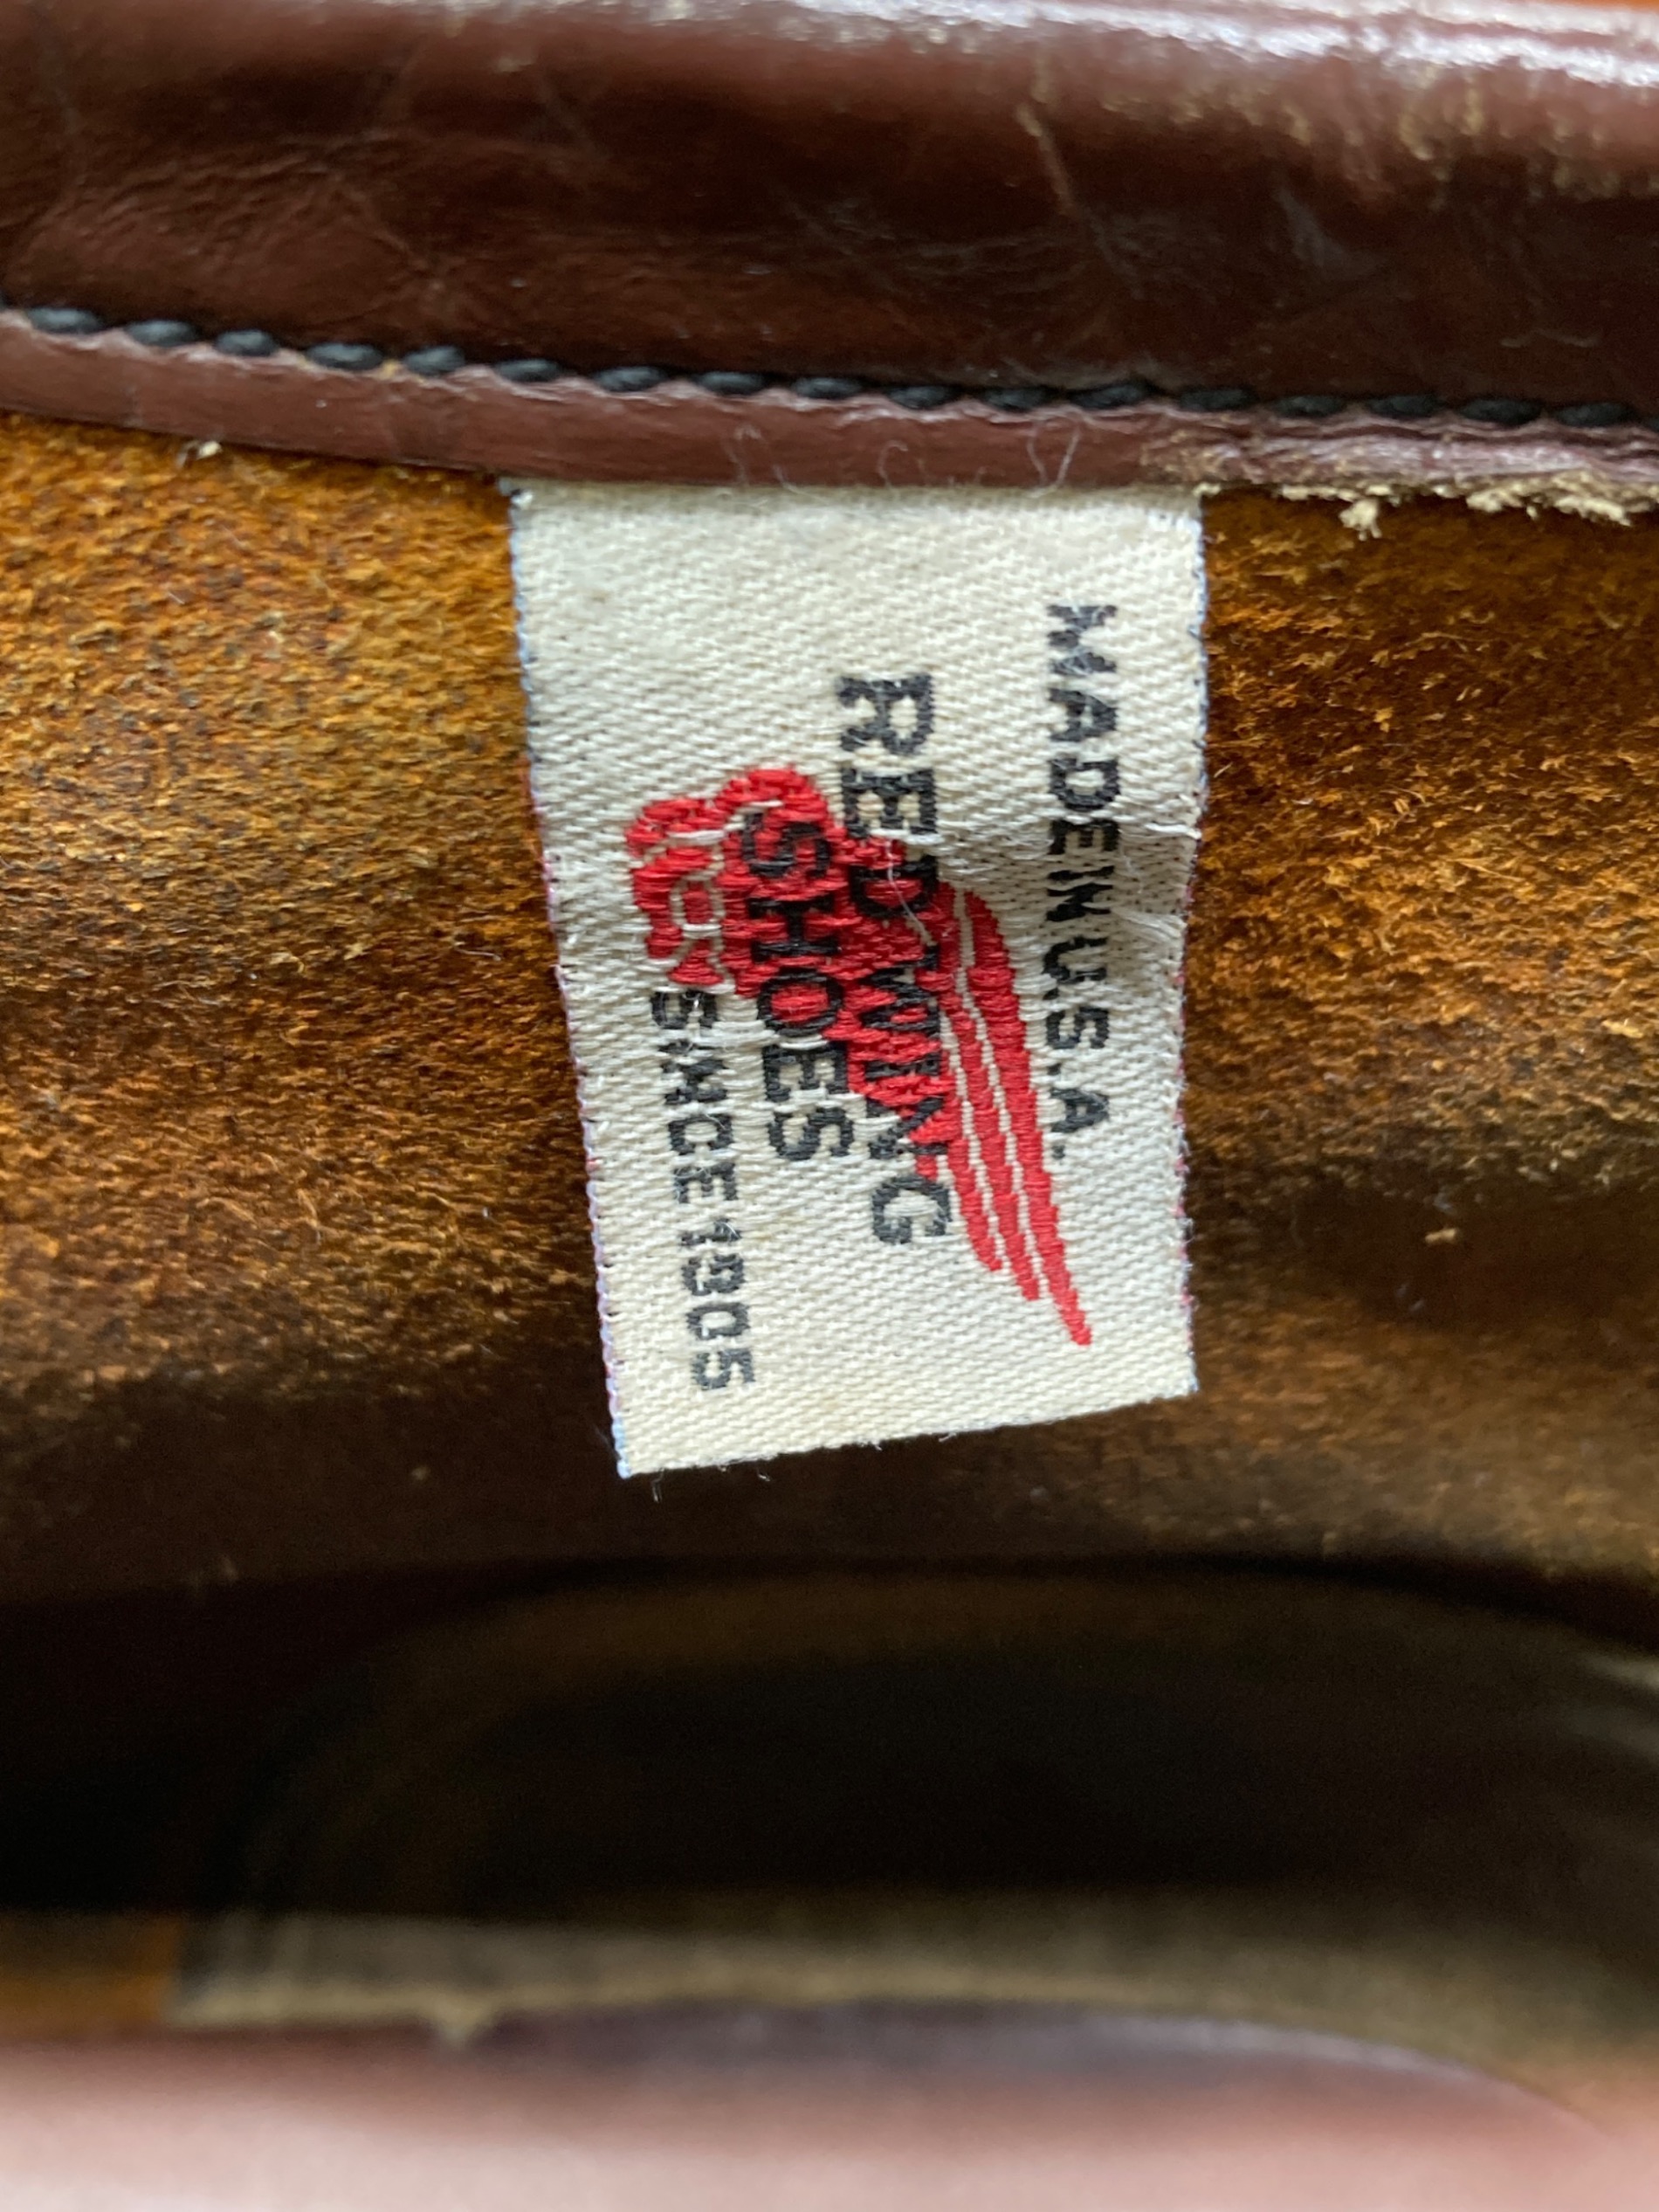 MADE IN U.S.A.
RED WING
SHOES
SINCE 1905